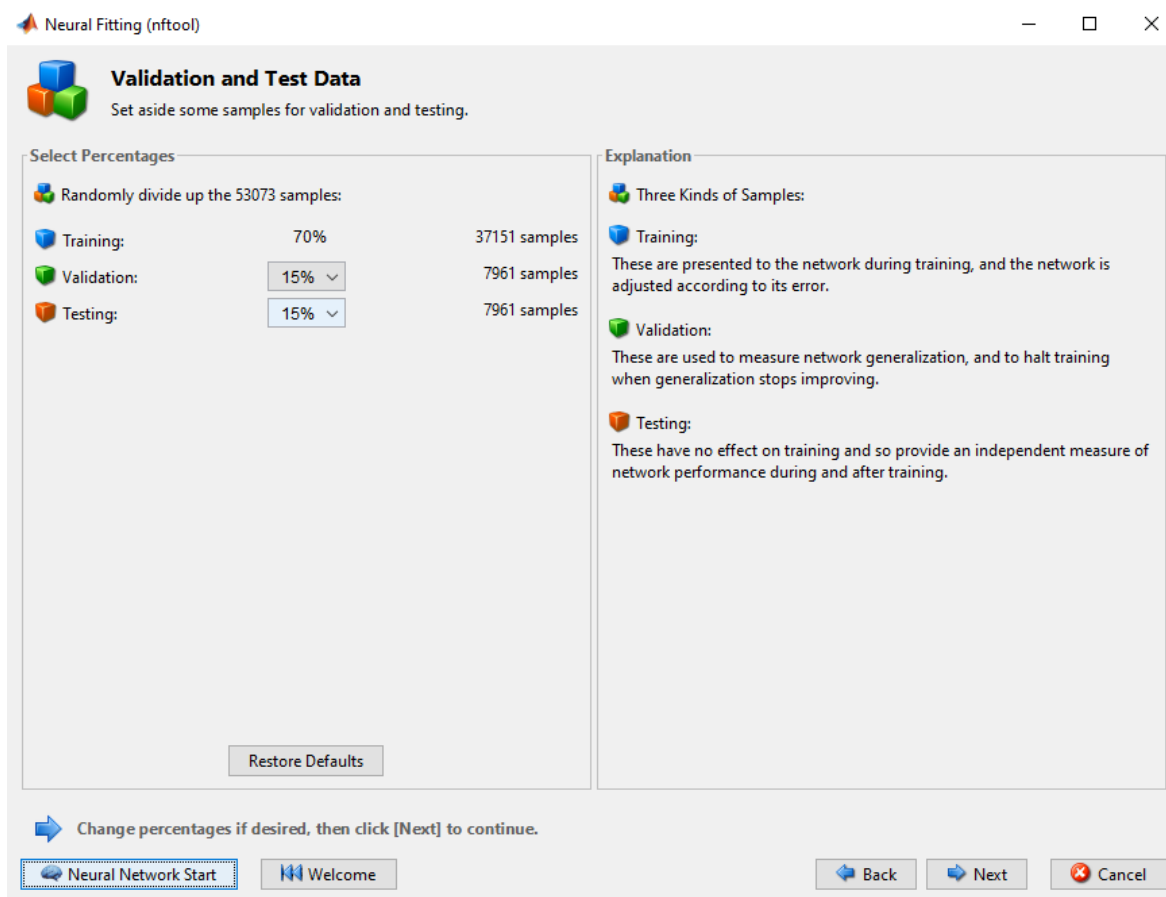 Neural Fitting (nftool)
Validation and Test Data
Set aside some samples for validation and testing.
Select Percentages
Randomly divide up the 53073 samples:
Training: 70% 37151 samples
Validation: 15% 7961 samples
Testing: 15% 7961 samples
Restore Defaults
Explanation
Three Kinds of Samples:
Training:
These are presented to the network during training, and the network is
adjusted according to its error.
Validation:
These are used to measure network generalization, and to halt training
when generalization stops improving.
Testing:
These have no effect on training and so provide an independent measure of
network performance during and after training.
Change percentages if desired, then click [Next] to continue.
Neural Network Start Welcome Back Next Cancel